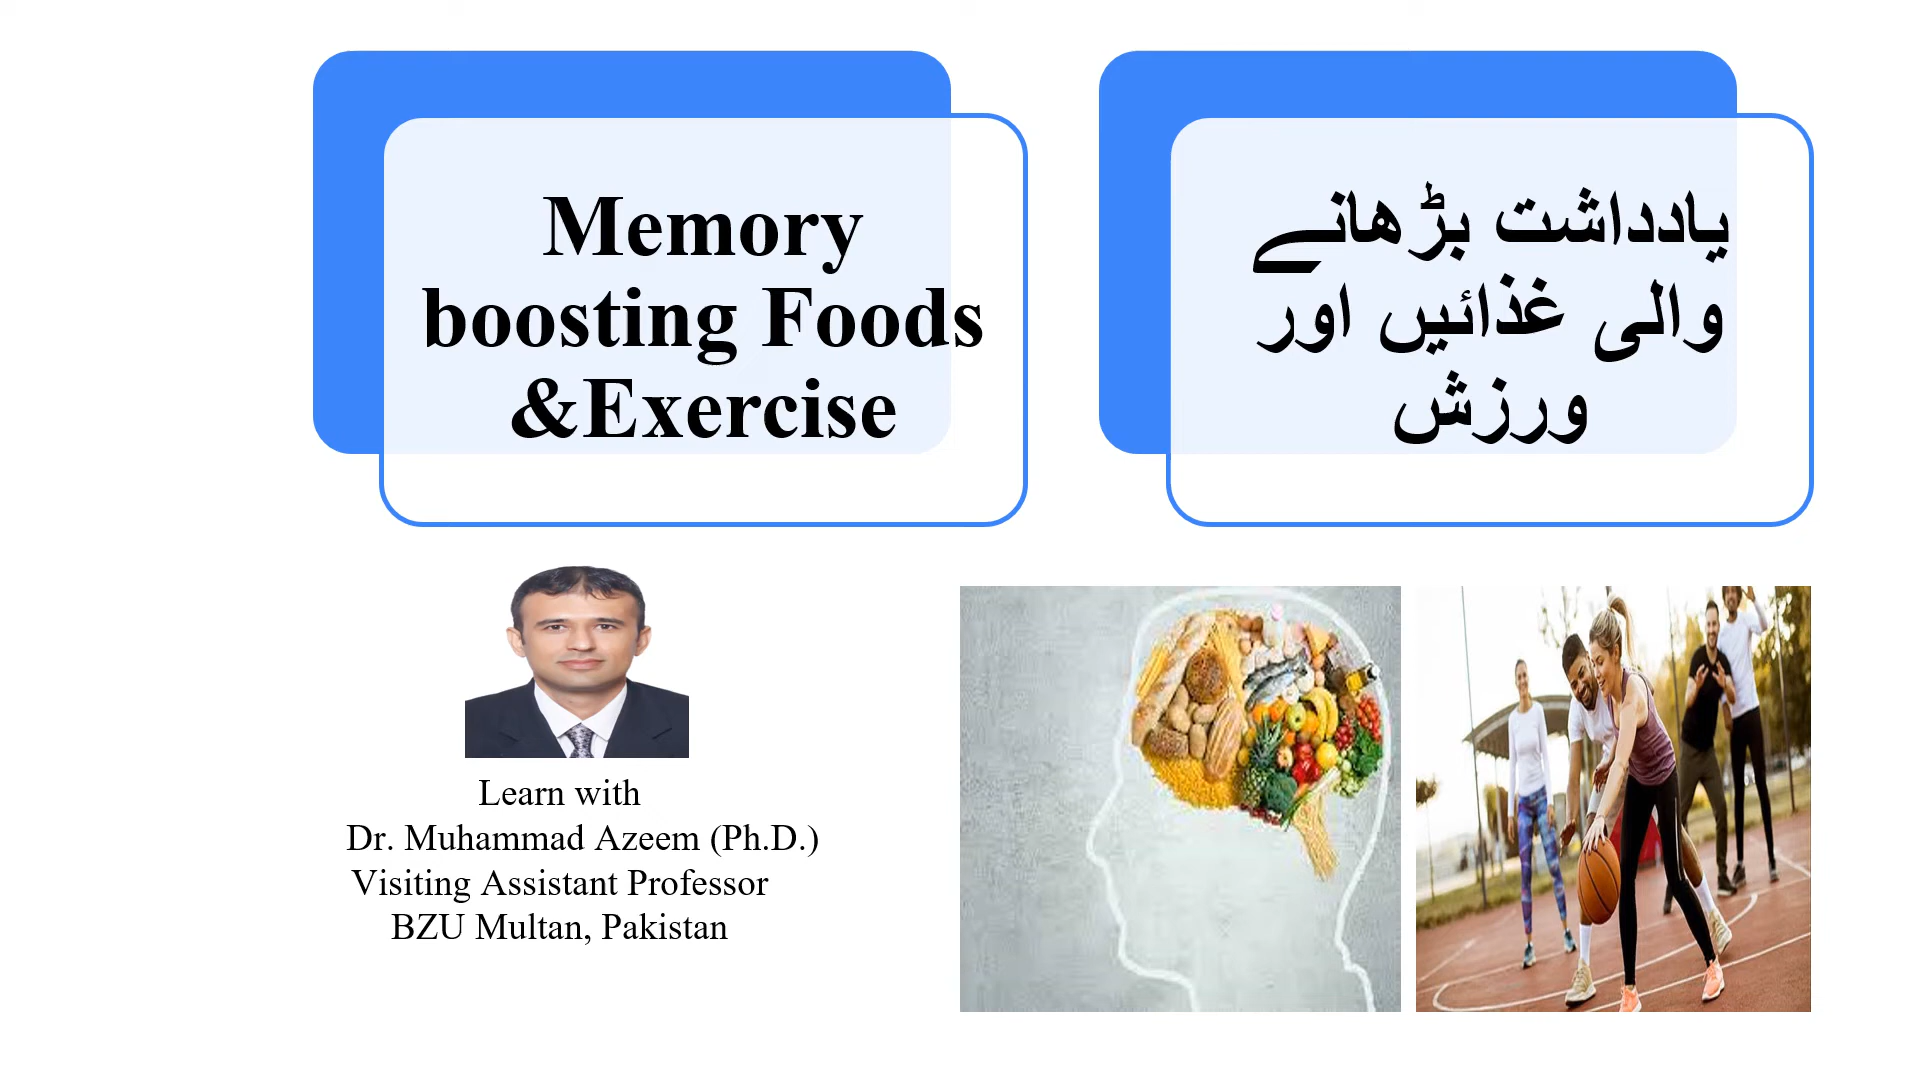 Memory
boosting Foods
&Exercise
یادداشت بڑھانے
والی غذائیں اور
ورزش
Learn with
Dr. Muhammad Azeem (Ph.D.)
Visiting Assistant Professor
BZU Multan, Pakistan